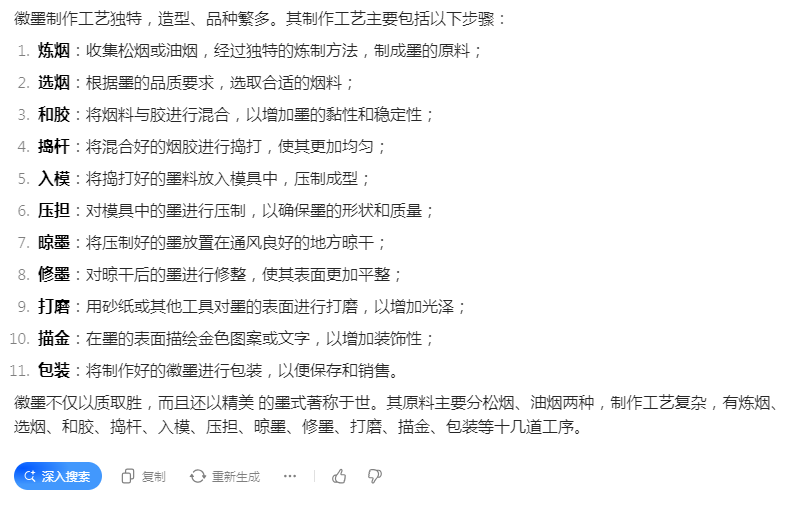 徽墨制作工艺独特，造型、品种繁多。其制作工艺主要包括以下步骤：
1. 炼烟：收集松烟或油烟，经过独特的炼制方法，制成墨的原料；
2. 选烟：根据墨的品质要求，选取合适的烟料；
3. 和胶：将烟料与胶进行混合，以增加墨的黏性和稳定性；
4. 捣杆：将混合好的烟胶进行捣打，使其更加均匀；
5. 入模：将捣打好的墨料放入模具中，压制成型；
6. 压担：对模具中的墨进行压制，以确保墨的形状和质量；
7. 晾墨：将压制好的墨放置在通风良好的地方晾干；
8. 修墨：对晾干后的墨进行修整，使其表面更加平整；
9. 打磨：用砂纸或其他工具对墨的表面进行打磨，以增加光泽；
10. 描金：在墨的表面描绘金色图案或文字，以增加装饰性；
11. 包装：将制作好的徽墨进行包装，以便保存和销售。
徽墨不仅以质取胜，而且还以精美 的墨式著称于世。其原料主要分松烟、油烟两种，制作工艺复杂，有炼烟、
选烟、和胶、捣杆、入模、压担、晾墨、修墨、打磨、描金、包装等十几道工序。
深入搜索 复制 重新生成 ···